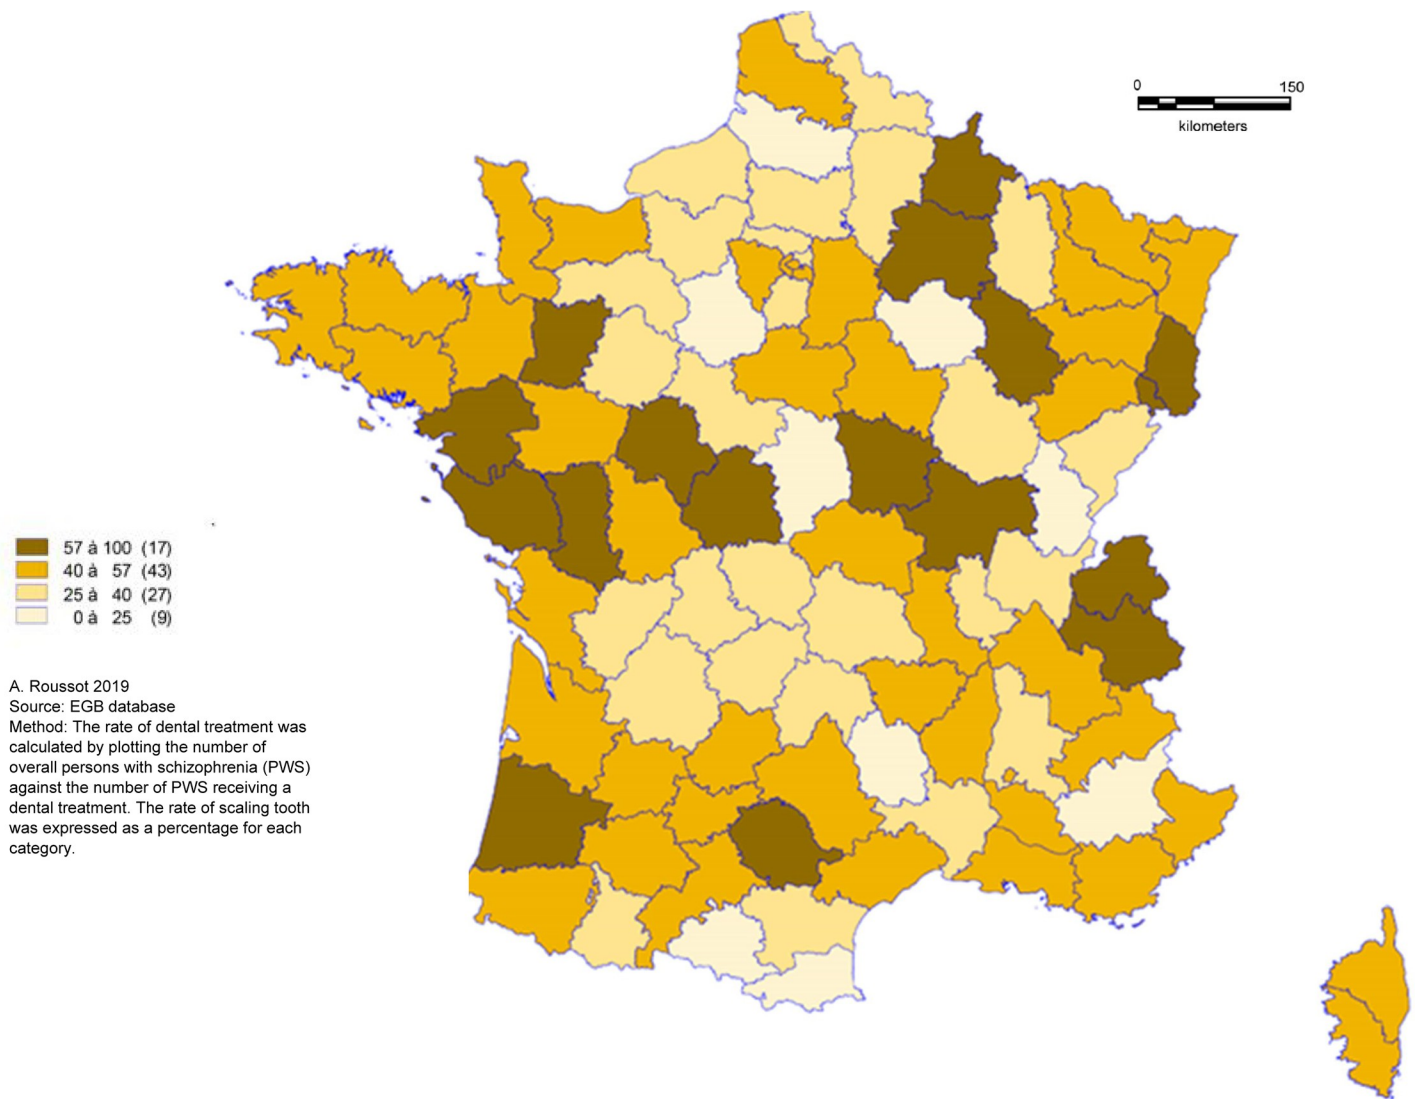 0 150
kilometers
57 à 100 (17)
40 à 57 (43)
25 à 40 (27)
0 à 25 (9)
A. Roussot 2019
Source: EGB database
Method: The rate of dental treatment was
calculated by plotting the number of
overall persons with schizophrenia (PWS)
against the number of PWS receiving a
dental treatment. The rate of scaling tooth
was expressed as a percentage for each
category.